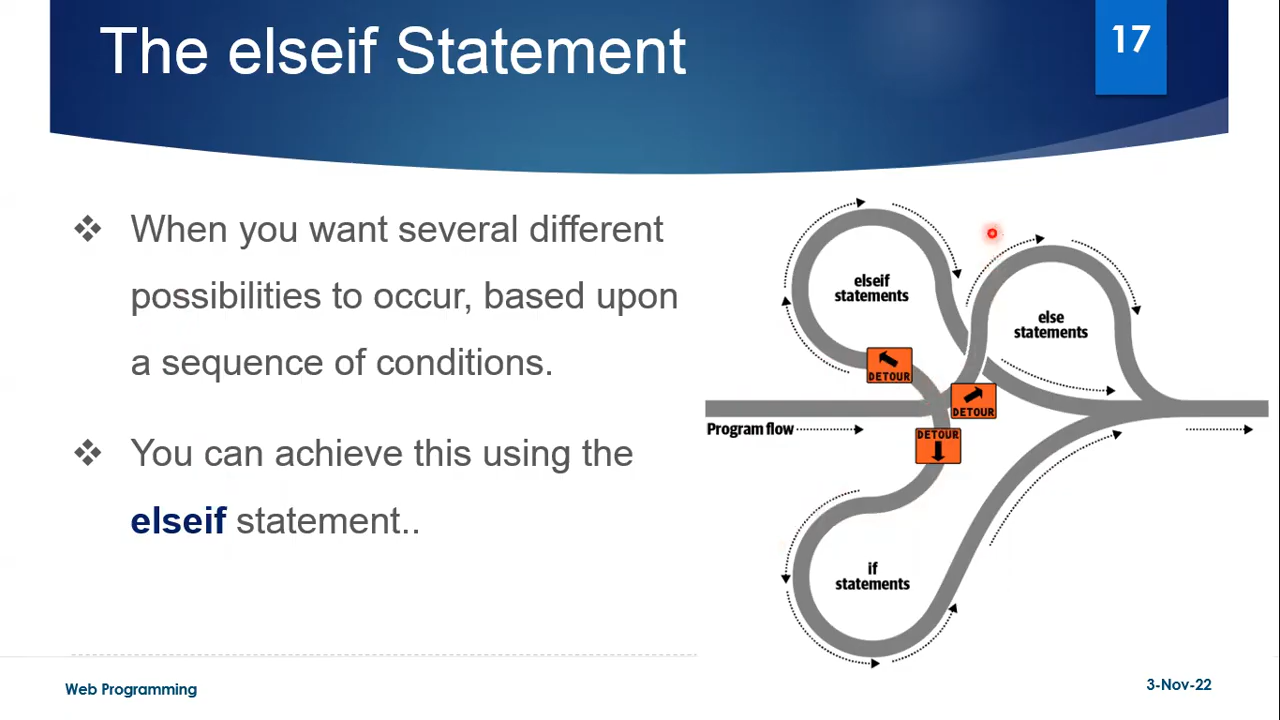 The elseif Statement
17
When you want several different
possibilities to occur, based upon
a sequence of conditions.
You can achieve this using the
elseif statement..
elseif
statements
else
statements
DETOUR
DETOUR
Program flow
DETOUR
if
statements
Web Programming
3-Nov-22